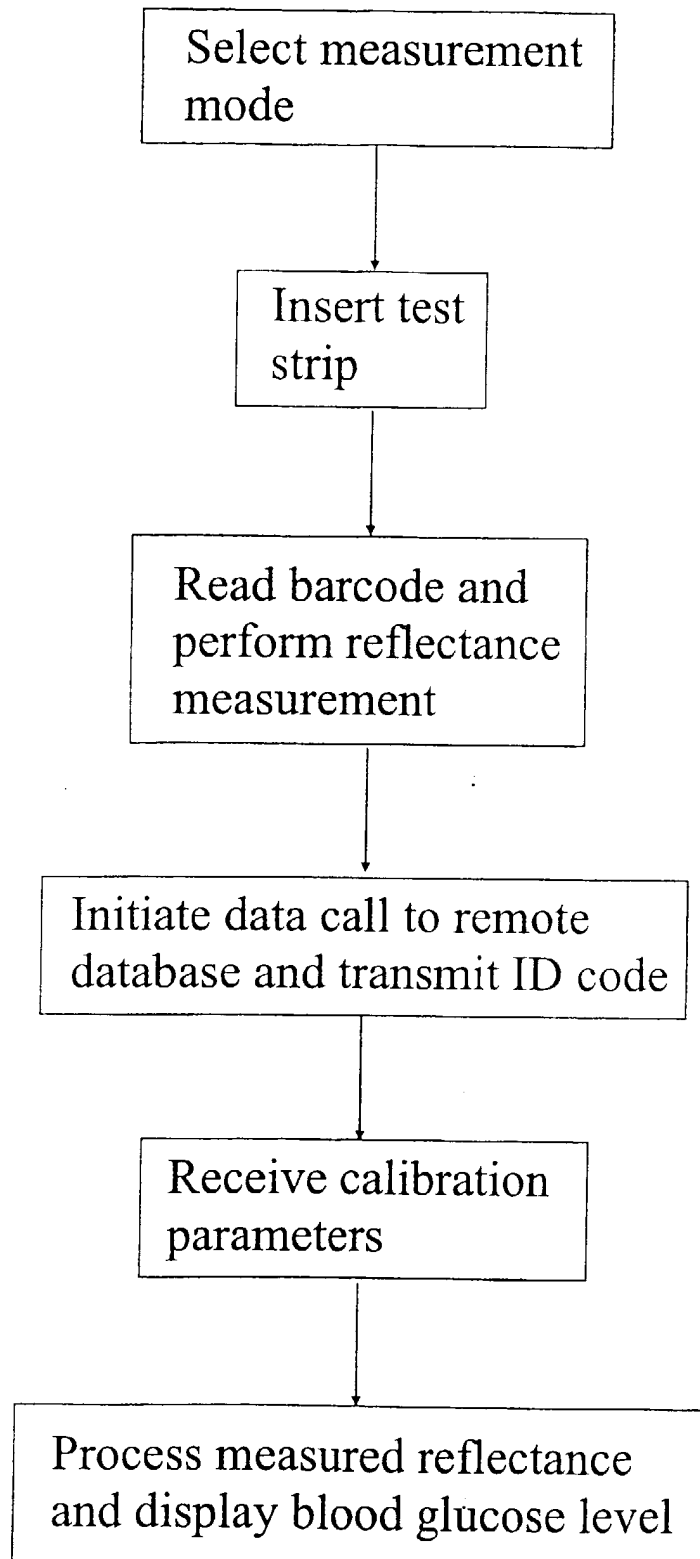 Select measurement
mode
Insert test
strip
Read barcode and
perform reflectance
measurement
Initiate data call to remote
database and transmit ID code
Receive calibration
parameters
Process measured reflectance
and display blood glucose level